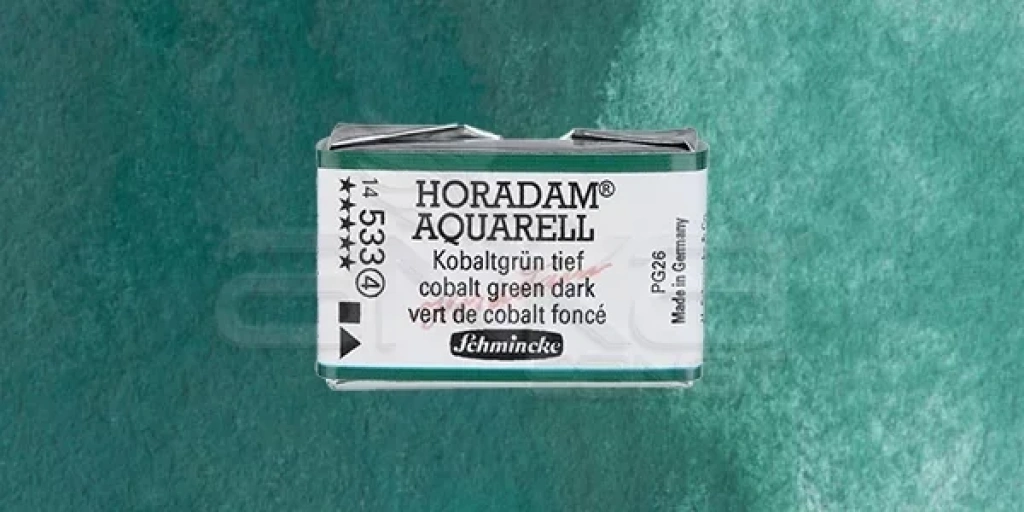 14 533 4
★★★★★
HORADAM®
AQUARELL
Kobaltgrün tief
cobalt green dark
vert de cobalt foncé
Schmincke
PG26
Made in Germany